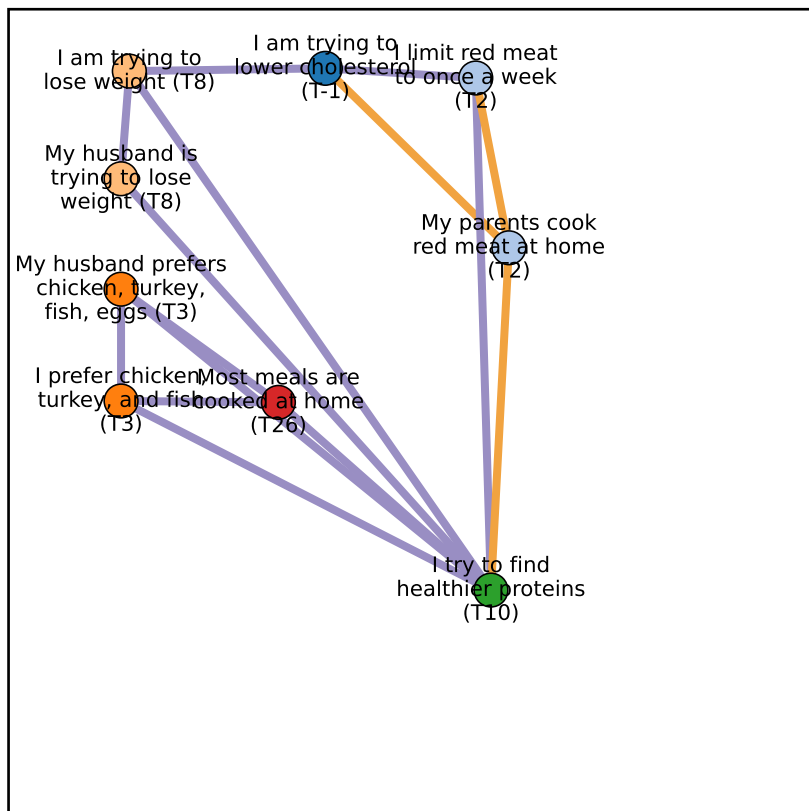 I am trying to
lose weight (T8)
I am trying to
lower cholesterol
(T-1)
I limit red meat
to once a week
(T2)
My husband is
trying to lose
weight (T8)
My parents cook
red meat at home
(T2)
My husband prefers
chicken, turkey,
fish, eggs (T3)
I prefer chicken,
turkey, and fish
(T3)
Most meals are
cooked at home
(T26)
I try to find
healthier proteins
(T10)